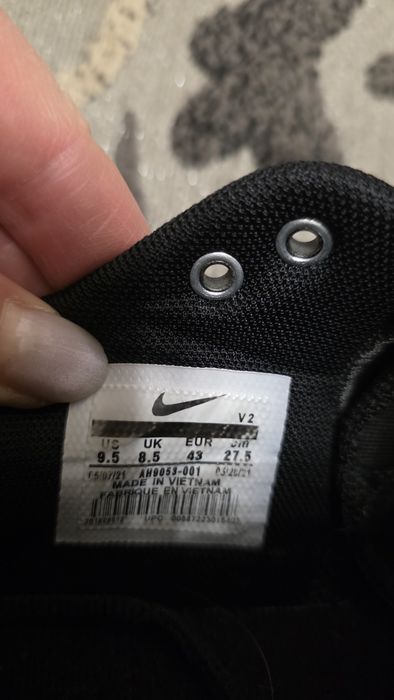 V2
US UK EUR cm
9.5 8.5 43 27.5
AH9053-001
MADE IN VIETNAM
FABRIQUE EN VIETNAM
UPC